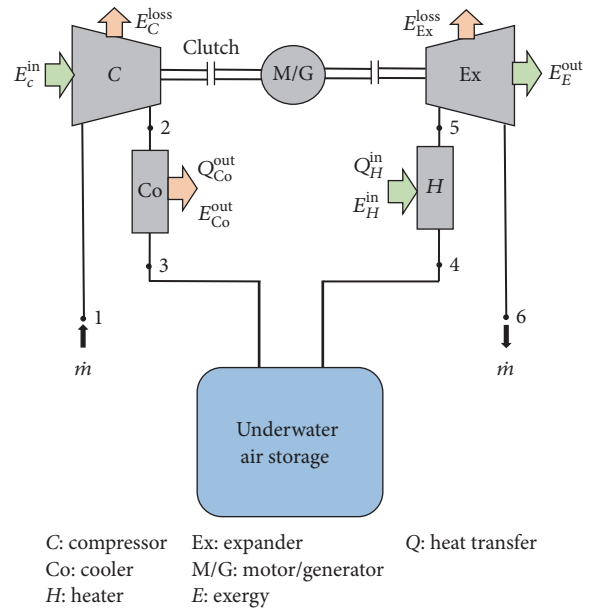 E_C^loss
E_Ex^loss
Clutch
E_c^in
C
M/G
Ex
E_E^out
2
5
Co
Q_Co^out
E_Co^out
Q_H^in
E_H^in
H
3
4
1
6
ṁ
ṁ
Underwater
air storage
C: compressor Ex: expander Q: heat transfer
Co: cooler M/G: motor/generator
H: heater E: exergy